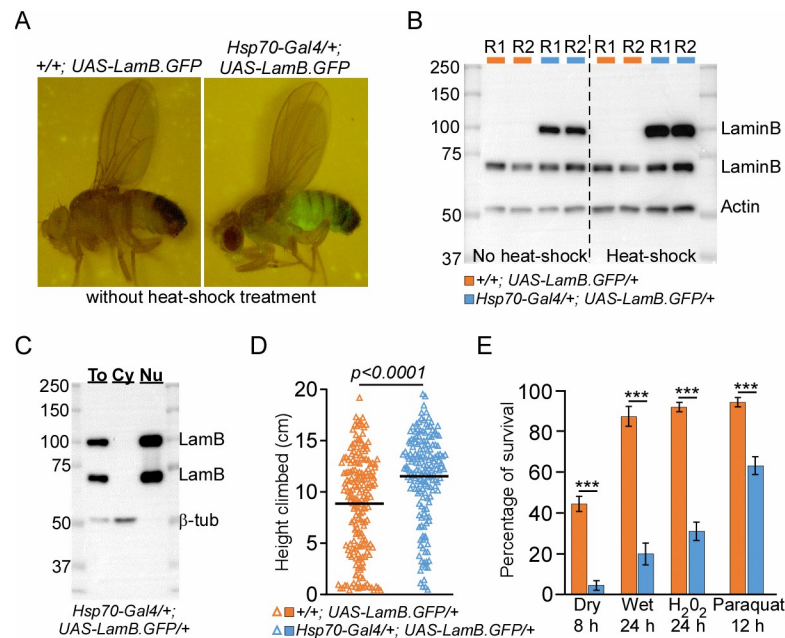 A
+/+; UAS-LamB.GFP
Hsp70-Gal4/+;
UAS-LamB.GFP
without heat-shock treatment
B
R1 R2 R1 R2 R1 R2 R1 R2
250
150
100
75
50
37
LaminB
LaminB
Actin
No heat-shock Heat-shock
+/+; UAS-LamB.GFP/+
Hsp70-Gal4/+; UAS-LamB.GFP/+
C
To Cy Nu
250
150
100
75
50
37
LamB
LamB
β-tub
Hsp70-Gal4/+;
UAS-LamB.GFP/+
D
p<0.0001
Height climbed (cm)
20
15
10
5
0
+/+; UAS-LamB.GFP/+
Hsp70-Gal4/+; UAS-LamB.GFP/+
E
Percentage of survival
100
80
60
40
20
0
*** *** *** ***
Dry Wet H₂0₂ Paraquat
8 h 24 h 24 h 12 h